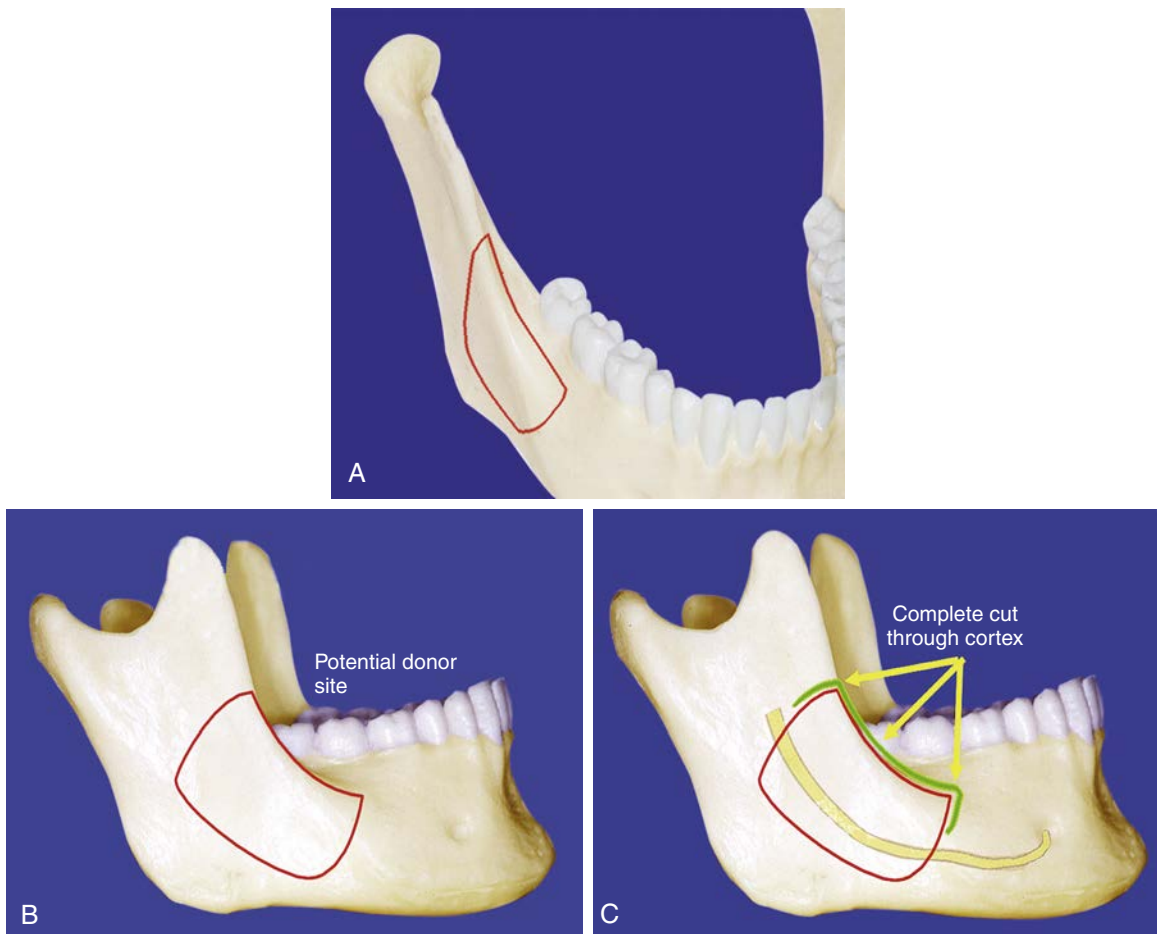 A
Potential donor
site
B
Complete cut
through cortex
C